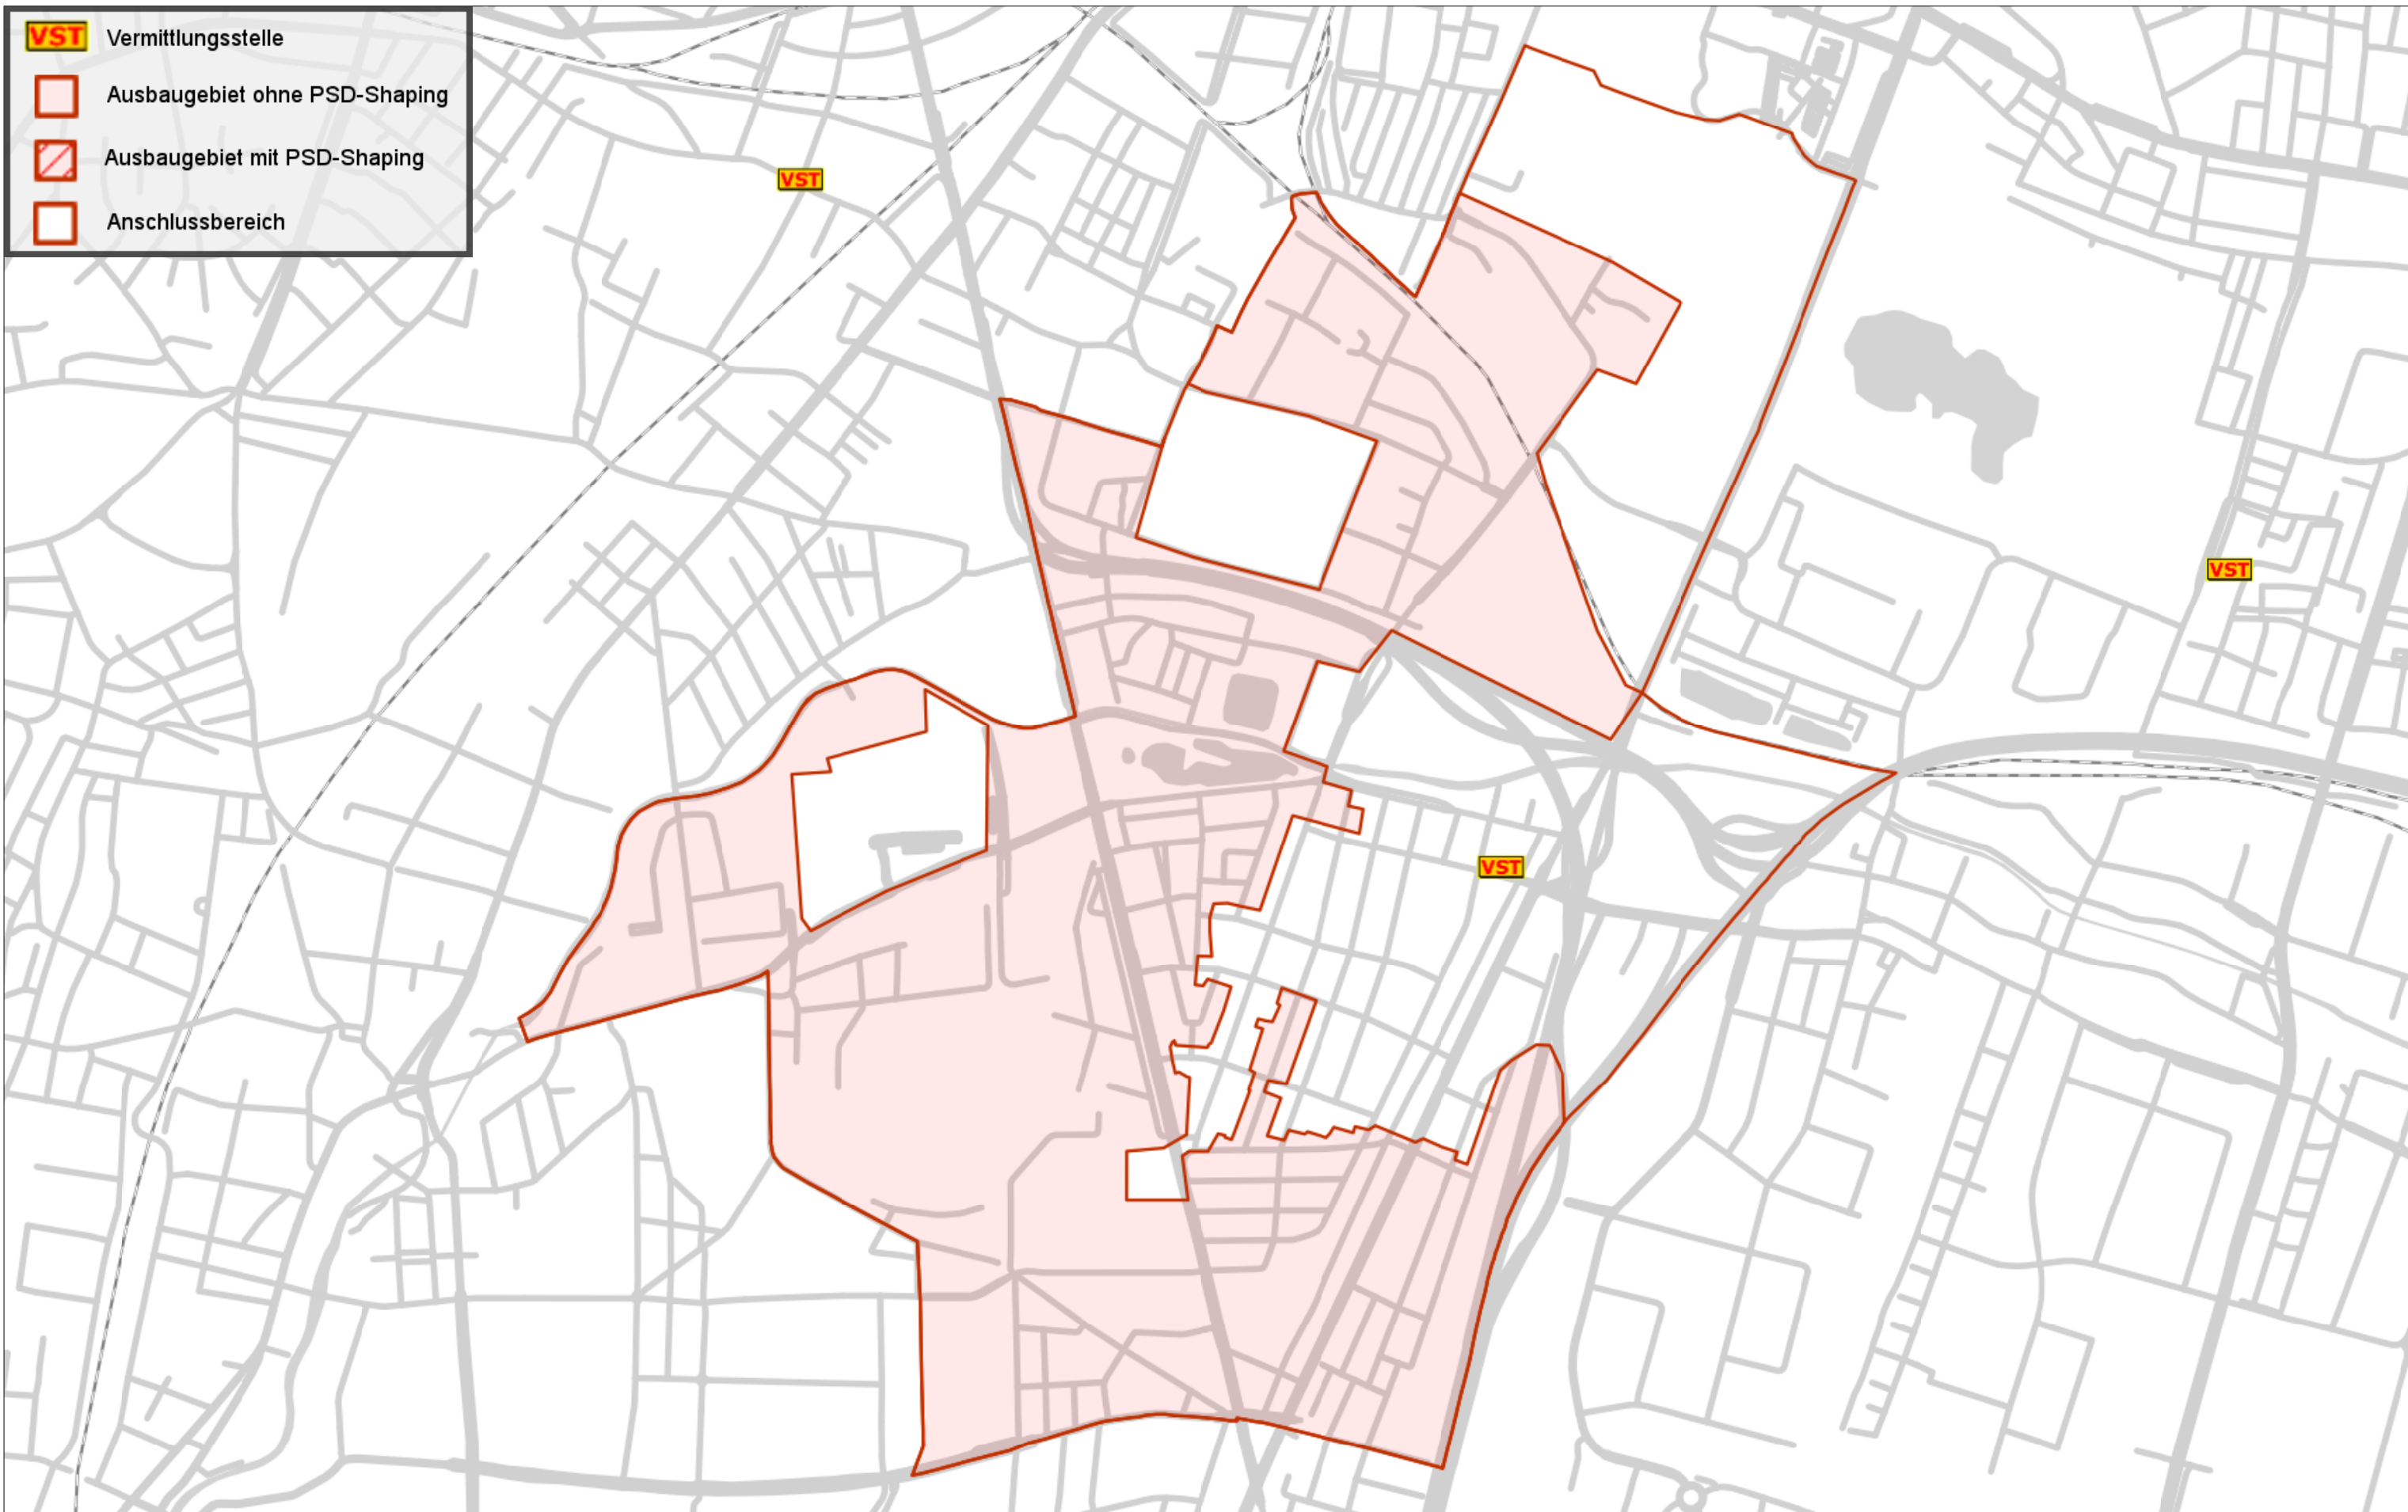 VST Vermittlungsstelle
Ausbaugebiet ohne PSD-Shaping
Ausbaugebiet mit PSD-Shaping
Anschlussbereich
VST
VST
VST